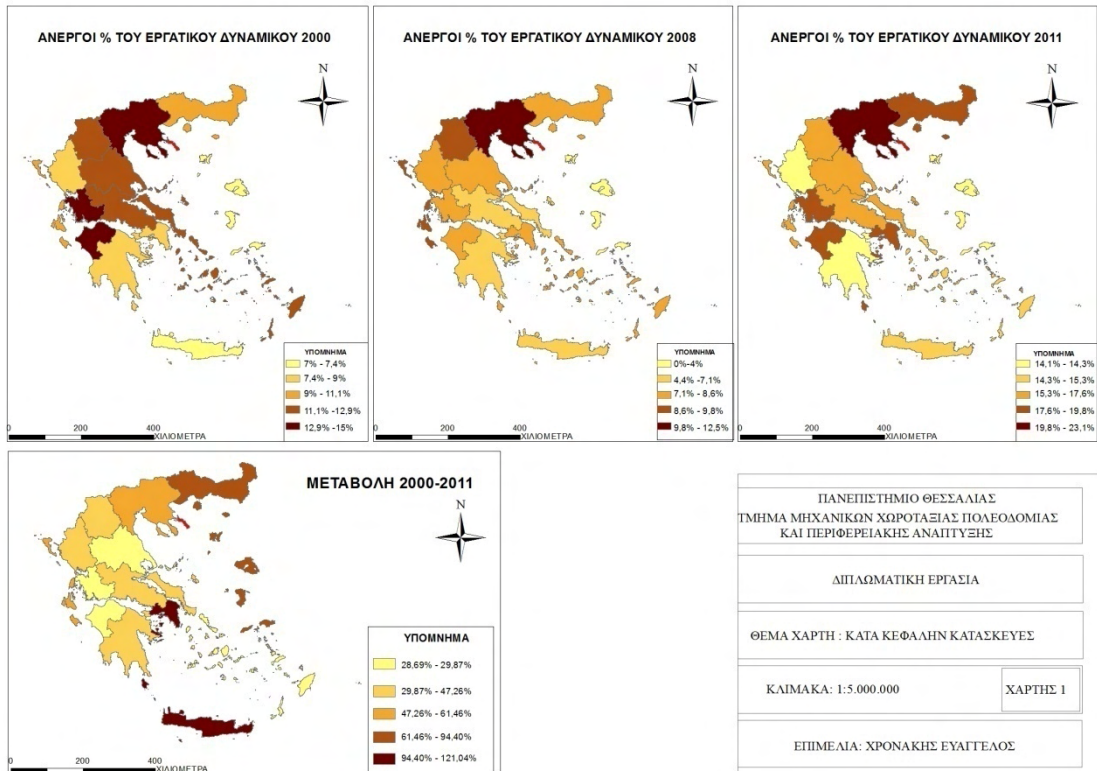 ΑΝΕΡΓΟΙ % ΤΟΥ ΕΡΓΑΤΙΚΟΥ ΔΥΝΑΜΙΚΟΥ 2000
N
ΥΠΟΜΝΗΜΑ
7% - 7,4%
7,4% - 9%
9% - 11,1%
11,1% -12,9%
12,9% -15%
0 200 400
ΧΙΛΙΟΜΕΤΡΑ
ΑΝΕΡΓΟΙ % ΤΟΥ ΕΡΓΑΤΙΚΟΥ ΔΥΝΑΜΙΚΟΥ 2008
N
ΥΠΟΜΝΗΜΑ
0%-4%
4,4% -7,1%
7,1% - 8,6%
8,6% - 9,8%
9,8% - 12,5%
0 200 400
ΧΙΛΙΟΜΕΤΡΑ
ΑΝΕΡΓΟΙ % ΤΟΥ ΕΡΓΑΤΙΚΟΥ ΔΥΝΑΜΙΚΟΥ 2011
N
ΥΠΟΜΝΗΜΑ
14,1% - 14,3%
14,3% - 15,3%
15,3% - 17,6%
17,6% - 19,8%
19,8% - 23,1%
0 200 400
ΧΙΛΙΟΜΕΤΡΑ
ΜΕΤΑΒΟΛΗ 2000-2011
N
ΥΠΟΜΝΗΜΑ
28,69% - 29,87%
29,87% - 47,26%
47,26% - 61,46%
61,46% - 94,40%
94,40% - 121,04%
0 200 400
ΧΙΛΙΟΜΕΤΡΑ
ΠΑΝΕΠΙΣΤΗΜΙΟ ΘΕΣΣΑΛΙΑΣ
ΤΜΗΜΑ ΜΗΧΑΝΙΚΩΝ ΧΩΡΟΤΑΞΙΑΣ ΠΟΛΕΟΔΟΜΙΑΣ
ΚΑΙ ΠΕΡΙΦΕΡΕΙΑΚΗΣ ΑΝΑΠΤΥΞΗΣ
ΔΙΠΛΩΜΑΤΙΚΗ ΕΡΓΑΣΙΑ
ΘΕΜΑ ΧΑΡΤΗ : ΚΑΤΑ ΚΕΦΑΛΗΝ ΚΑΤΑΣΚΕΥΕΣ
ΚΛΙΜΑΚΑ: 1:5.000.000
ΧΑΡΤΗΣ 1
ΕΠΙΜΕΛΙΑ: ΧΡΟΝΑΚΗΣ ΕΥΑΓΓΕΛΟΣ